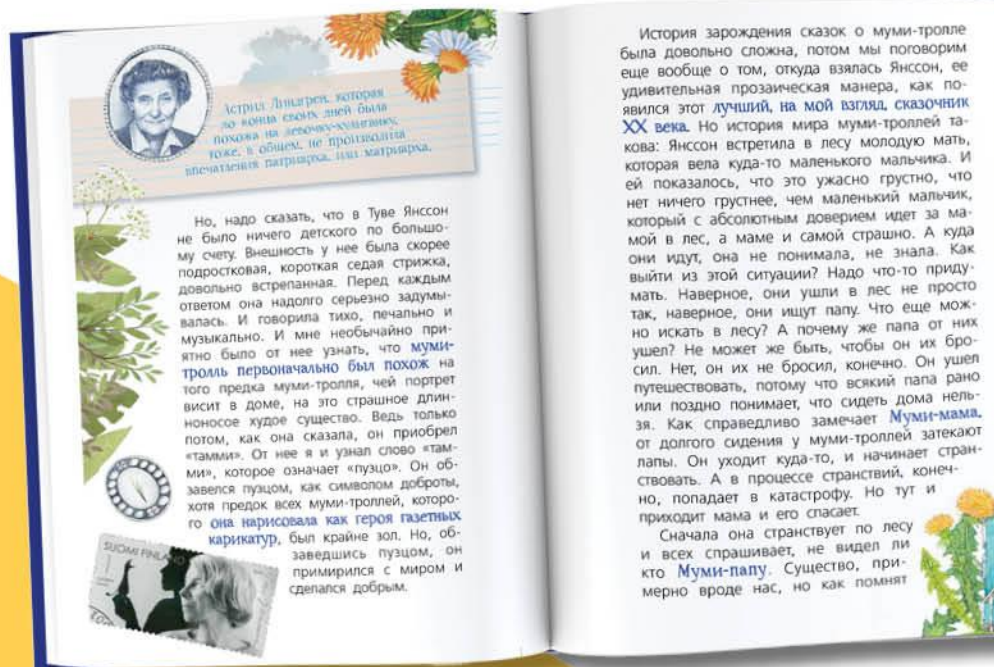 Астрид Линдгрен, которая
до конца своих дней была
похожа на девочку-хулиганку,
тоже, в общем, не производила
впечатления патриарха, или матриарха.
Но, надо сказать, что в Туве Янссон
не было ничего детского по большо-
му счету. Внешность у нее была скорее
подростковая, короткая седая стрижка,
довольно встрепанная. Перед каждым
ответом она надолго серьезно задумы-
валась. И говорила тихо, печально и
музыкально. И мне необычайно при-
ятно было от нее узнать, что муми-
тролль первоначально был похож на
того предка муми-тролля, чей портрет
висит в доме, на это страшное длин-
ноносое худое существо. Ведь только
потом, как она сказала, он приобрел
«тамми». От нее я и узнал слово «там-
ми», которое означает «пузцо». Он об-
завелся пузцом, как символом доброты,
хотя предок всех муми-троллей, которо-
го она нарисовала как героя газетных
карикатур, был крайне зол. Но, об-
заведшись пузцом, он
примирился с миром и
сделался добрым.
SUOMI FINLAND
История зарождения сказок о муми-тролле
была довольно сложна, потом мы поговорим
еще вообще о том, откуда взялась Янссон, ее
удивительная прозаическая манера, как по-
явился этот лучший, на мой взгляд, сказочник
XX века. Но история мира муми-троллей та-
кова: Янссон встретила в лесу молодую мать,
которая вела куда-то маленького мальчика. И
ей показалось, что это ужасно грустно, что
нет ничего грустнее, чем маленький мальчик,
который с абсолютным доверием идет за ма-
мой в лес, а маме и самой страшно. А куда
они идут, она не понимала, не знала. Как
выйти из этой ситуации? Надо что-то приду-
мать. Наверное, они ушли в лес не просто
так, наверное, они ищут папу. Что еще мож-
но искать в лесу? А почему же папа от них
ушел? Не может же быть, чтобы он их бро-
сил. Нет, он их не бросил, конечно. Он ушел
путешествовать, потому что всякий папа рано
или поздно понимает, что сидеть дома нель-
зя. Как справедливо замечает Муми-мама,
от долгого сидения у муми-троллей затекают
лапы. Он уходит куда-то, и начинает стран-
ствовать. А в процессе странствий, конеч-
но, попадает в катастрофу. Но тут и
приходит мама и его спасает.
Сначала она странствует по лесу
и всех спрашивает, не видел ли
кто Муми-папу. Существо, при-
мерно вроде нас, но как помнят